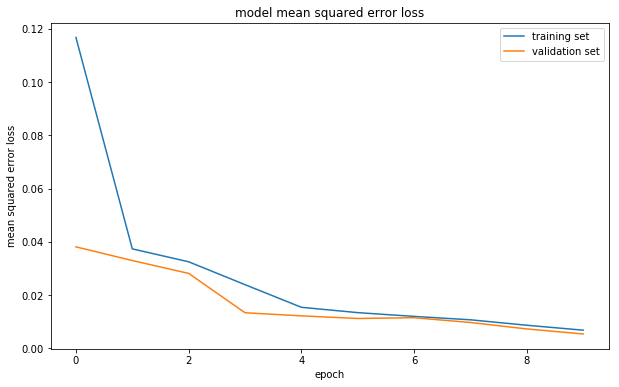 model mean squared error loss
training set
validation set
mean squared error loss
0.12
0.10
0.08
0.06
0.04
0.02
0.00
0 2 4 6 8
epoch